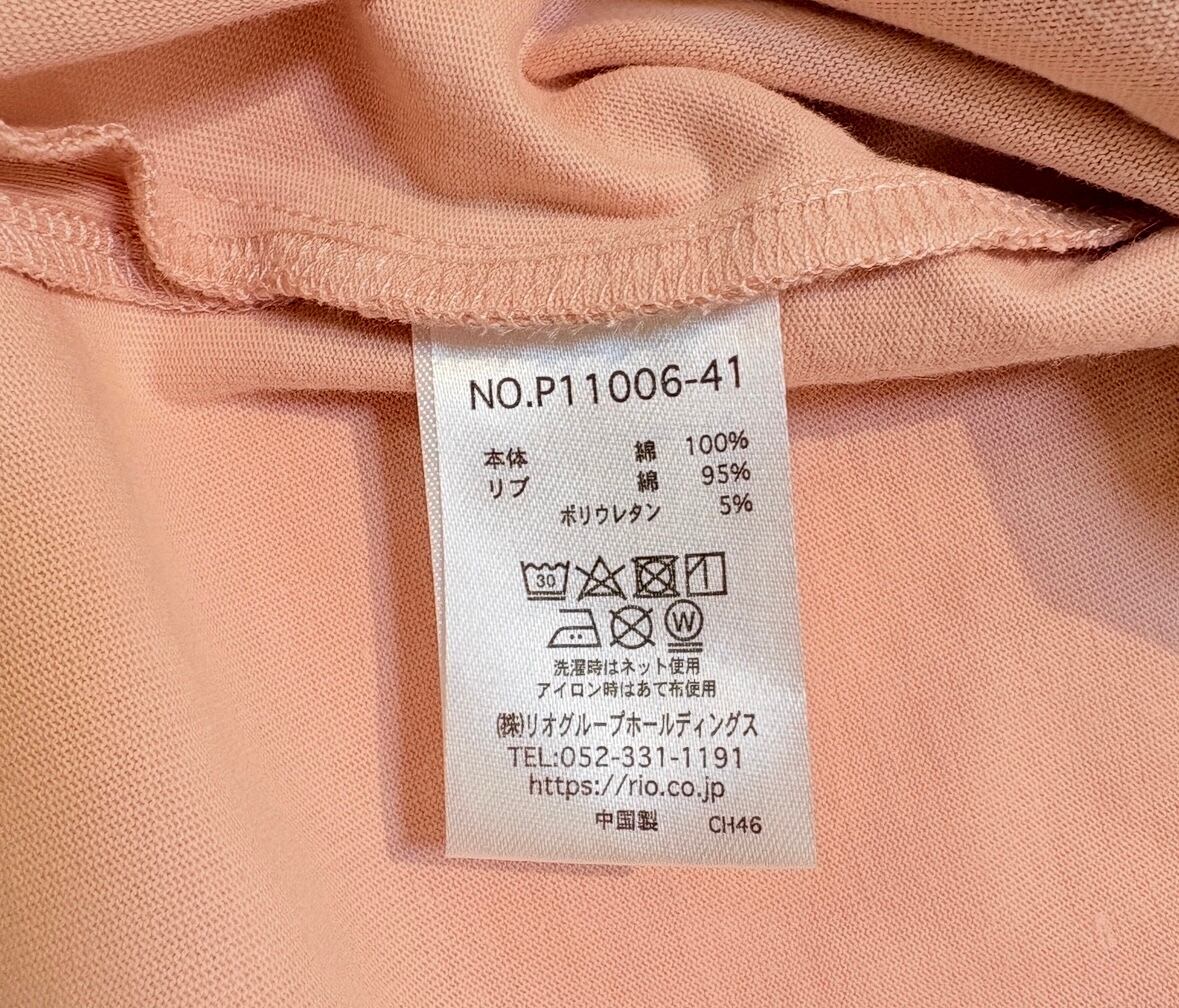 NO.P11006-41
本体 綿 100%
リブ 綿 95%
ポリウレタン 5%
30
W
洗濯時はネット使用
アイロン時はあて布使用
(株)リオグループホールディングス
TEL:052-331-1191
https://rio.co.jp
中国製 CH46